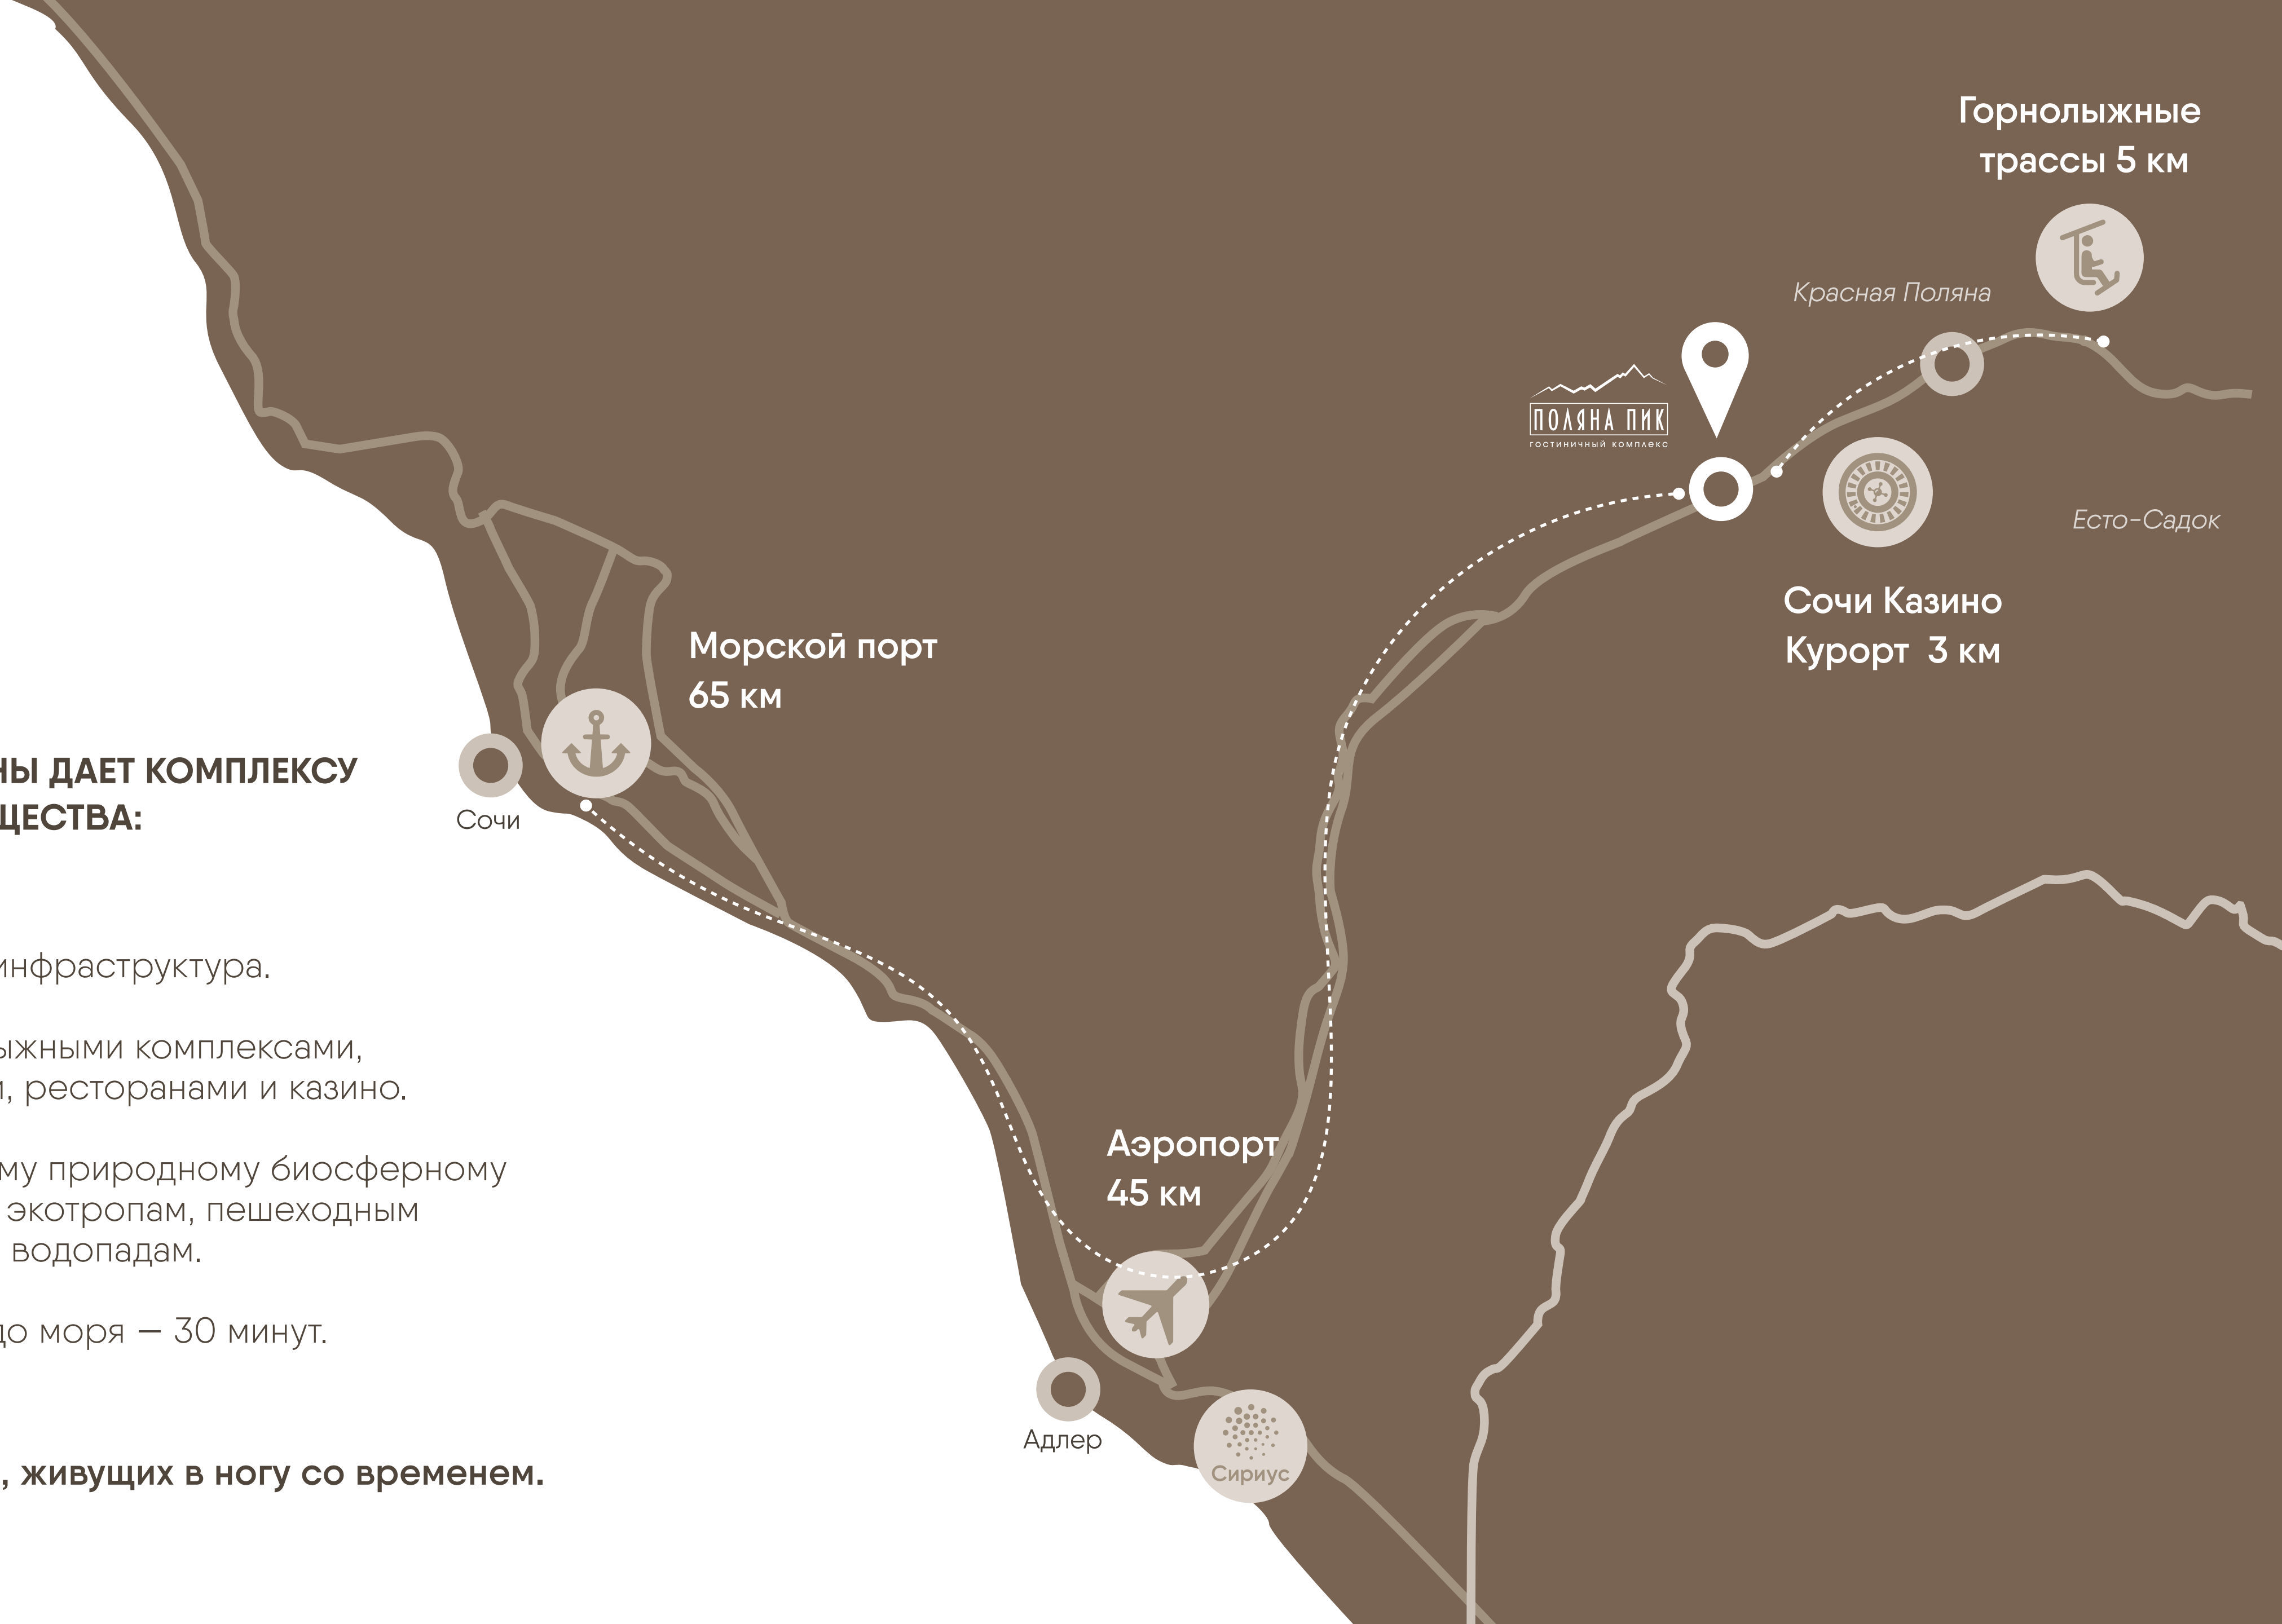 Горнолыжные
трассы 5 км
Красная Поляна
ПОЛЯНА ПИК
гостиничный комплекс
Есто-Садок
Сочи Казино
Курорт 3 км
Морской порт
65 км
Сочи
НЫ ДАЕТ КОМПЛЕКСУ
ЩЕСТВА:
инфраструктура.
ыжными комплексами,
и, ресторанами и казино.
му природному биосферному
экотропам, пешеходным
водопадам.
до моря — 30 минут.
, живущих в ногу со временем.
Аэропорт
45 км
Адлер
Сириус